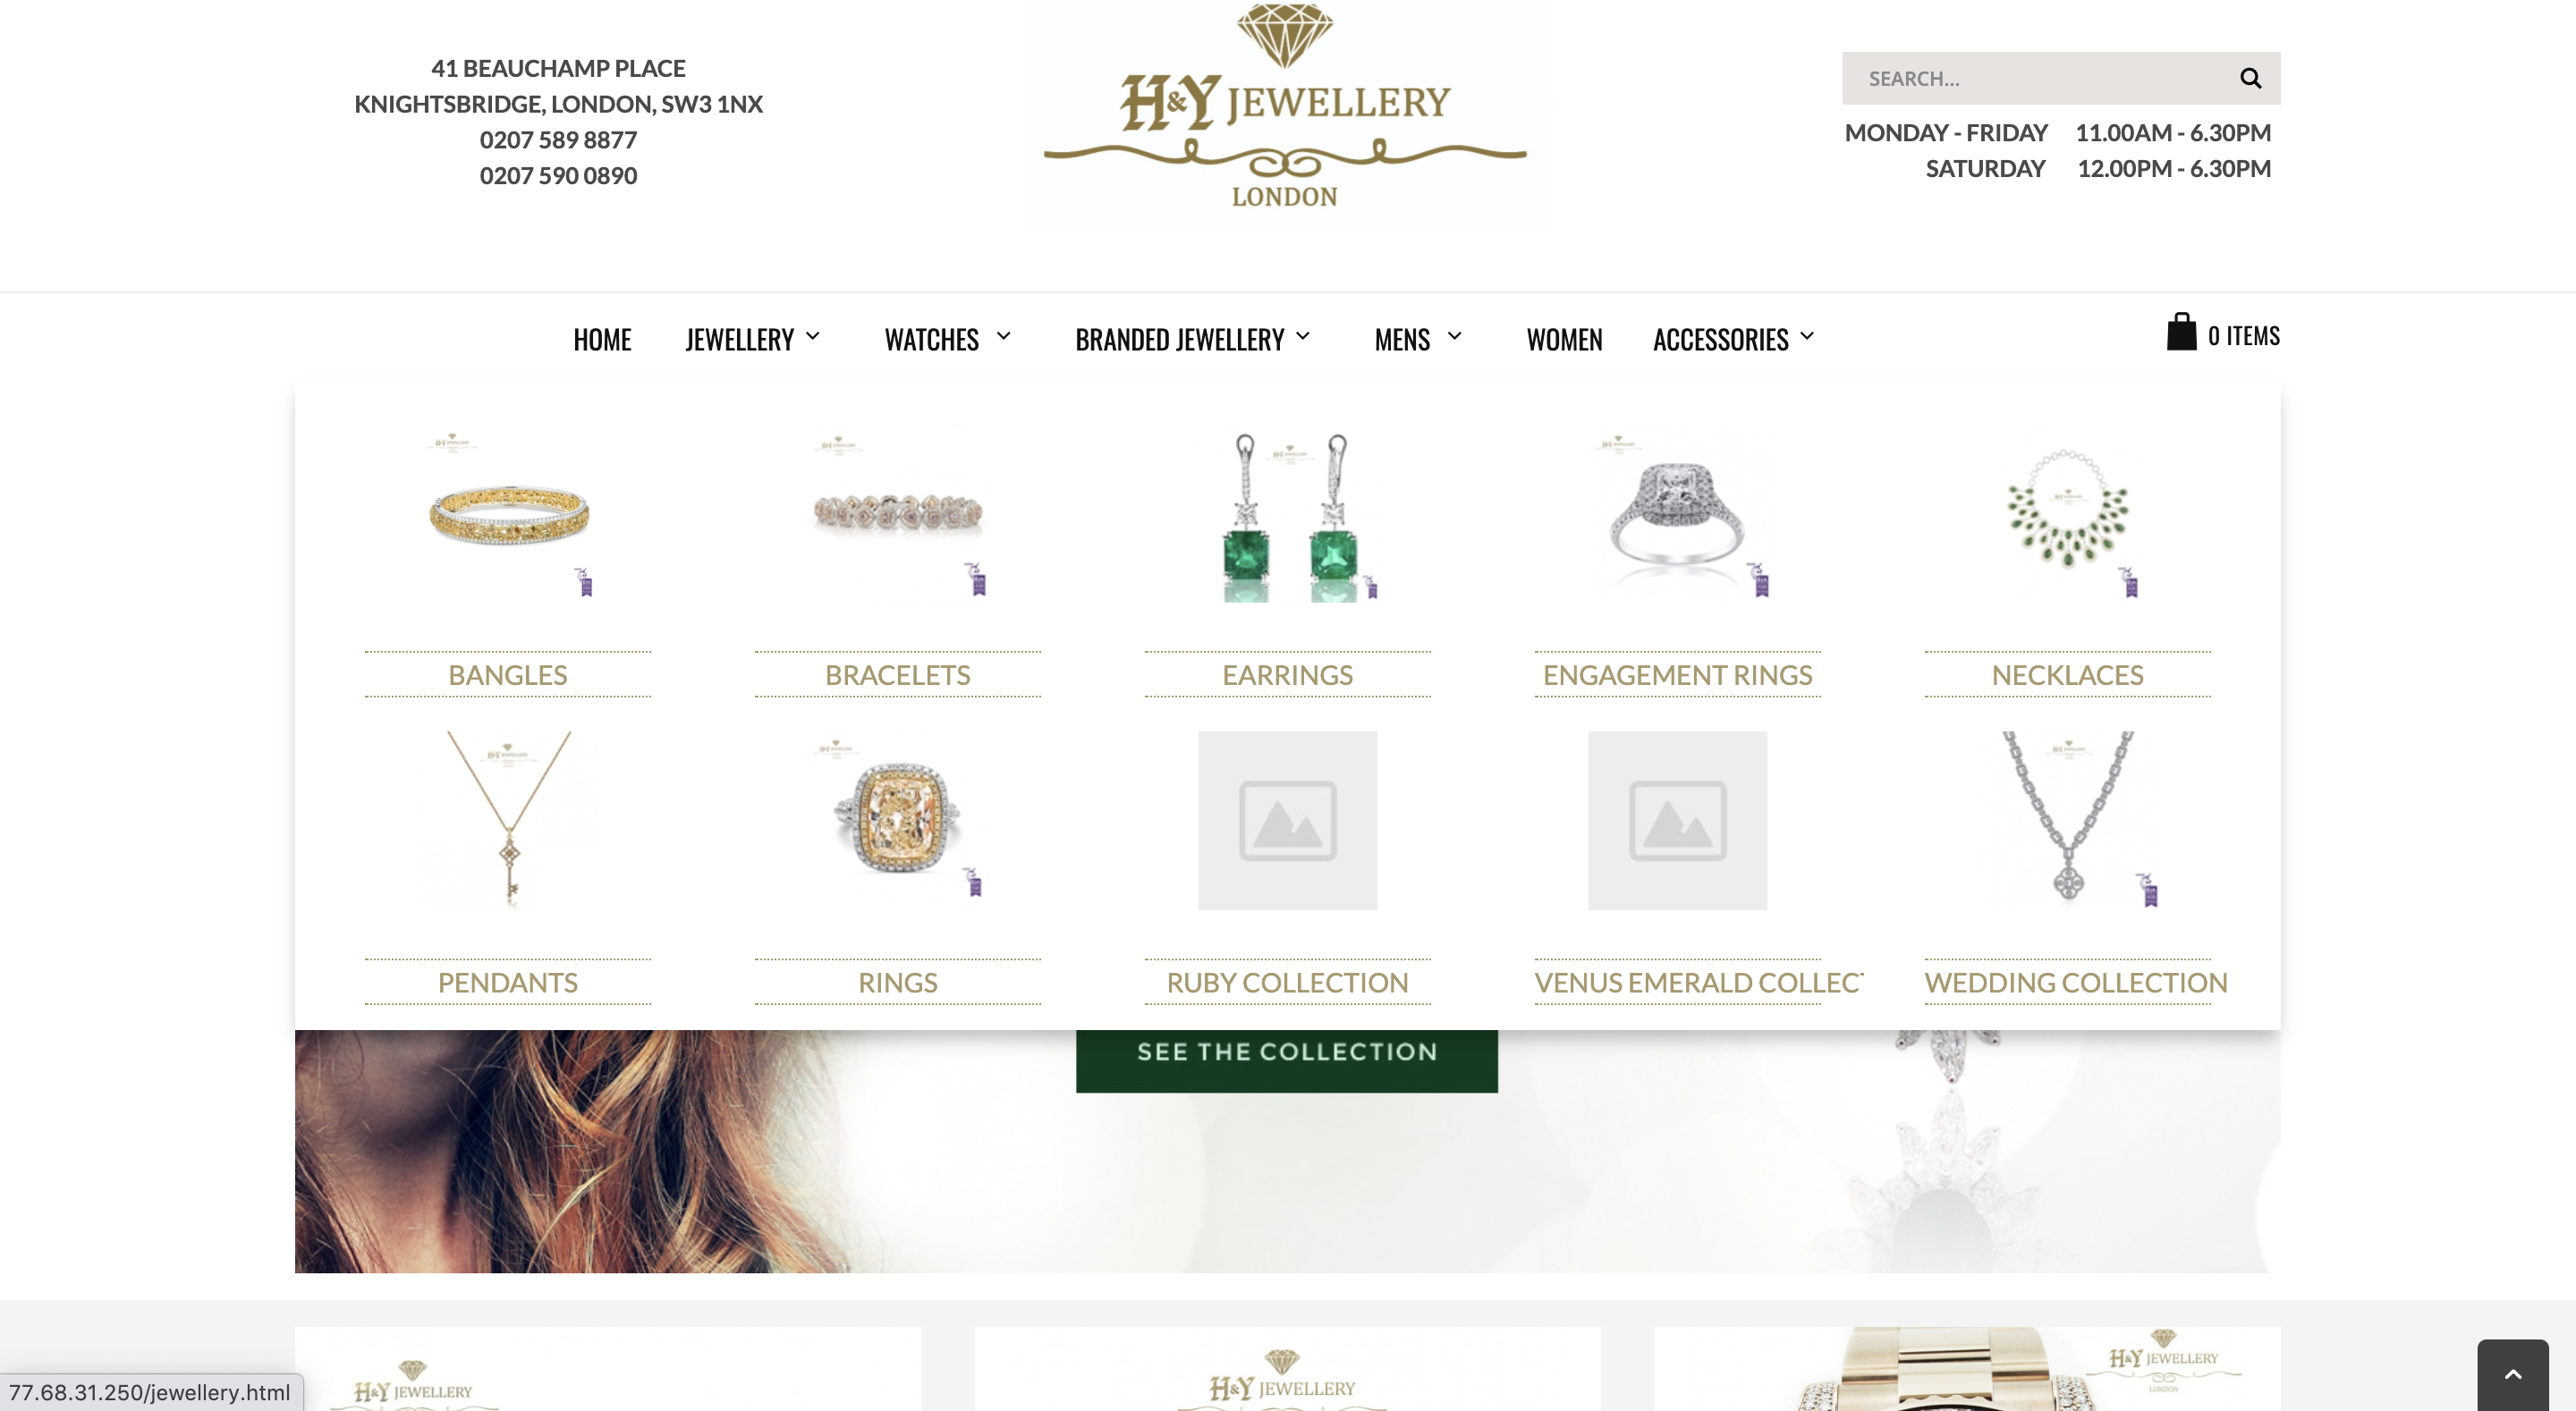 41 BEAUCHAMP PLACE
KNIGHTSBRIDGE, LONDON, SW3 1NX
0207 589 8877
0207 590 0890
H&Y JEWELLERY
LONDON
SEARCH...
MONDAY - FRIDAY 11.00AM - 6.30PM
SATURDAY 12.00PM - 6.30PM
HOME JEWELLERY WATCHES BRANDED JEWELLERY MENS WOMEN ACCESSORIES 0 ITEMS
BANGLES BRACELETS EARRINGS ENGAGEMENT RINGS NECKLACES
PENDANTS RINGS RUBY COLLECTION VENUS EMERALD COLLEC WEDDING COLLECTION
SEE THE COLLECTION
H&Y JEWELLERY
H&Y JEWELLERY
H&Y JEWELLERY
LONDON
77.68.31.250/jewellery.html